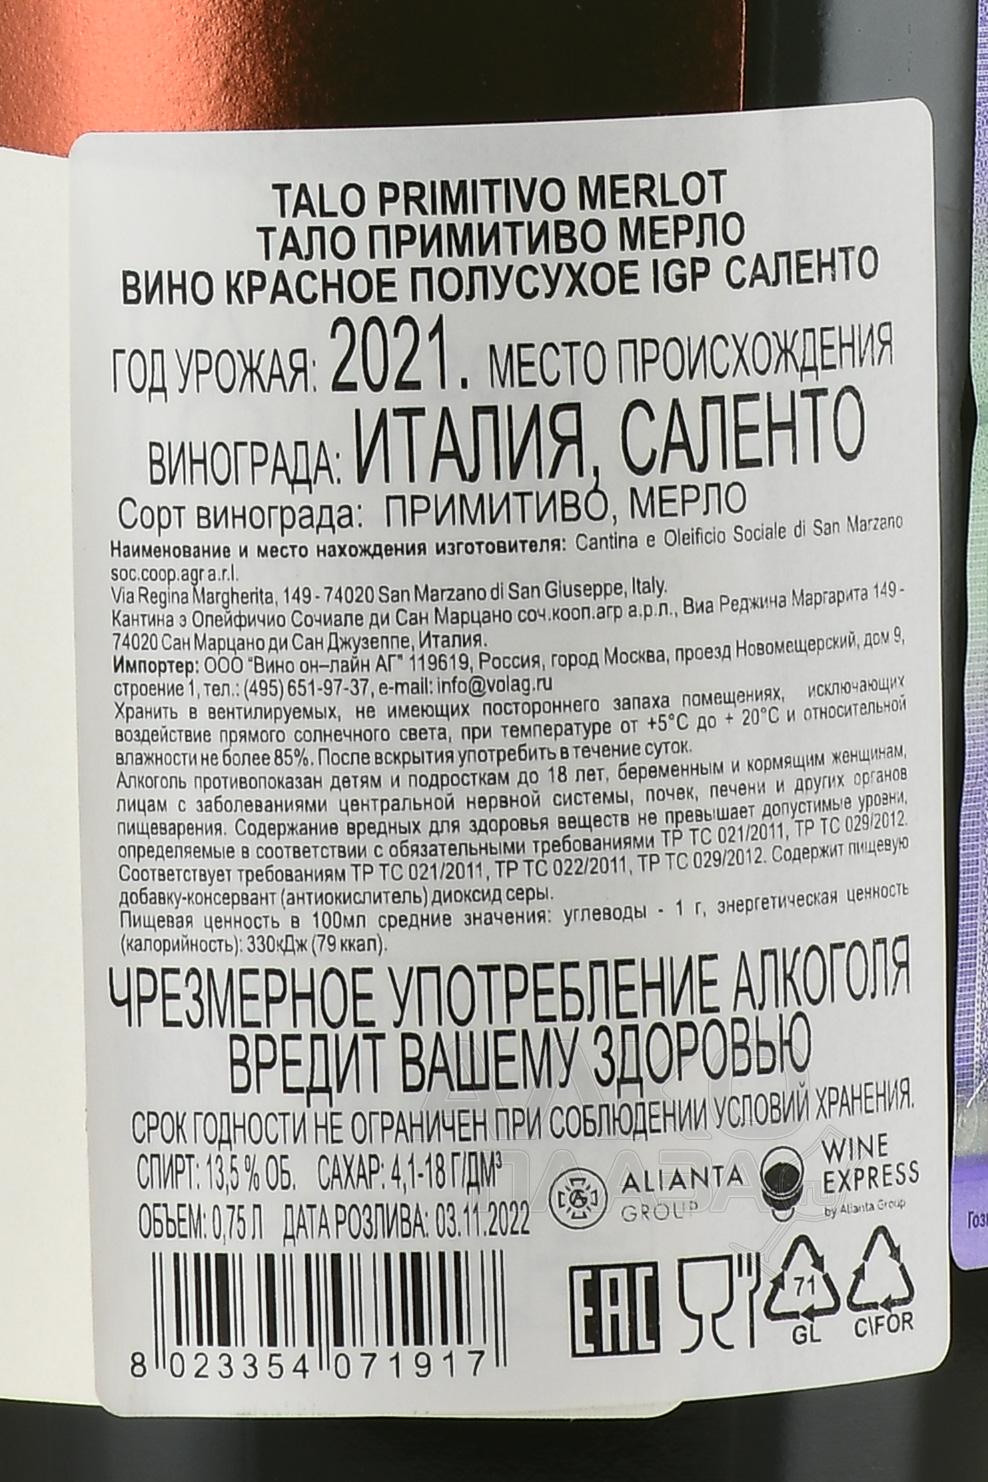 TALO PRIMITIVO MERLOT
ТАЛО ПРИМИТИВО МЕРЛО
ВИНО КРАСНОЕ ПОЛУСУХОЕ IGP САЛЕНТО
ГОД УРОЖАЯ: 2021. МЕСТО ПРОИСХОЖДЕНИЯ
ВИНОГРАДА: ИТАЛИЯ, САЛЕНТО
Сорт винограда: ПРИМИТИВО, МЕРЛО
Наименование и место нахождения изготовителя: Cantina e Oleificio Sociale di San Marzano
soc.coop.agr a.r.l.
Via Regina Margherita, 149 - 74020 San Marzano di San Giuseppe, Italy.
Кантина э Олейфичио Сочиале ди Сан Марцано соч.кооп.агр а.р.л., Виа Реджина Маргарита 149 -
74020 Сан Марцано ди Сан Джузеппе, Италия.
Импортер: ООО "Вино он–лайн АГ" 119619, Россия, город Москва, проезд Новомещерский, дом 9,
строение 1, тел.: (495) 651-97-37, e-mail: info@volag.ru
Хранить в вентилируемых, не имеющих постороннего запаха помещениях, исключающих
воздействие прямого солнечного света, при температуре от +5°C до + 20°C и относительной
влажности не более 85%. После вскрытия употребить в течение суток.
Алкоголь противопоказан детям и подросткам до 18 лет, беременным и кормящим женщинам,
лицам с заболеваниями центральной нервной системы, почек, печени и других органов
пищеварения. Содержание вредных для здоровья веществ не превышает допустимые уровни,
определяемые в соответствии с обязательными требованиями ТР ТС 021/2011, ТР ТС 029/2012.
Соответствует требованиям ТР ТС 021/2011, ТР ТС 022/2011, ТР ТС 029/2012. Содержит пищевую
добавку-консервант (антиокислитель) диоксид серы.
Пищевая ценность в 100мл средние значения: углеводы - 1 г, энергетическая ценность
(калорийность): 330кДж (79 ккал).
ЧРЕЗМЕРНОЕ УПОТРЕБЛЕНИЕ АЛКОГОЛЯ
ВРЕДИТ ВАШЕМУ ЗДОРОВЬЮ
СРОК ГОДНОСТИ НЕ ОГРАНИЧЕН ПРИ СОБЛЮДЕНИИ УСЛОВИЙ ХРАНЕНИЯ.
СПИРТ: 13,5 % ОБ. САХАР: 4,1-18 Г/ДМ³
ОБЪЕМ: 0,75 Л ДАТА РОЗЛИВА: 03.11.2022
ALIANTA
GROUP
WINE
EXPRESS
by Alianta Group
8 023354 071917
EAC
71
GL
C\FOR